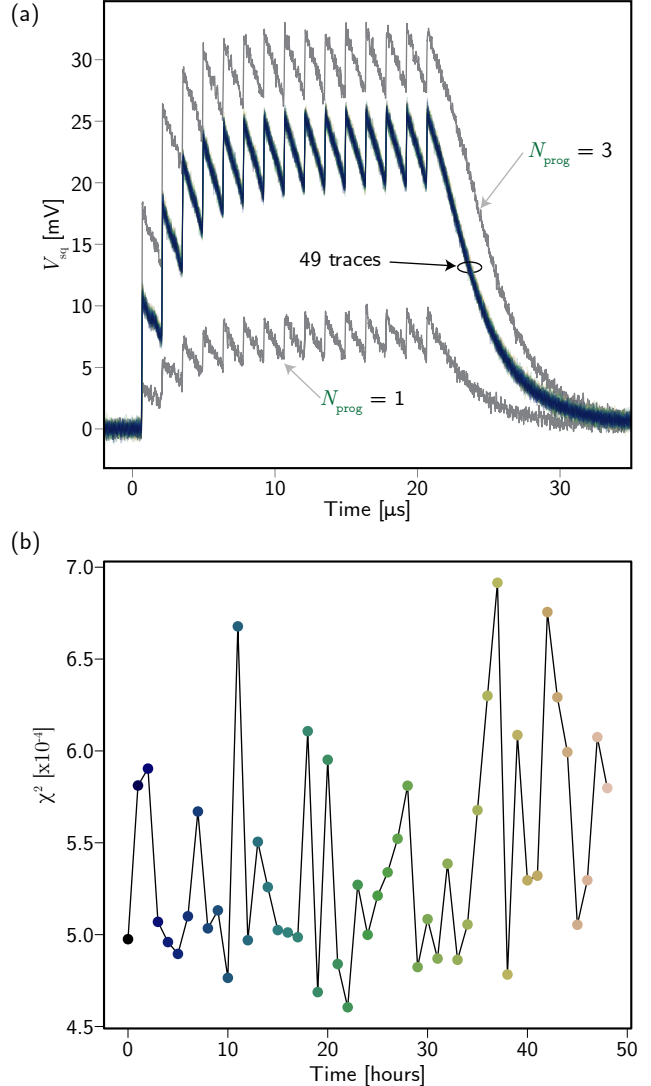 (a)
30
25
20
15
10
5
0
V_sq [mV]
N_prog = 3
49 traces
N_prog = 1
0
10
20
30
Time [μs]
(b)
7.0
6.5
6.0
5.5
5.0
4.5
χ² [x10⁻⁴]
0
10
20
30
40
50
Time [hours]